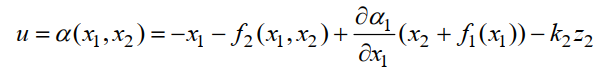 u = α(x₁, x₂) = −x₁ − f₂(x₁, x₂) + ∂α₁/∂x₁ (x₂ + f₁(x₁)) − k₂z₂